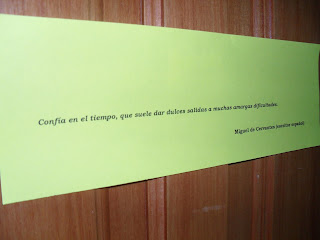 Confía en el tiempo, que suele dar dulces salidas a muchas amargas dificultades.
Miguel de Cervantes (escritor español)